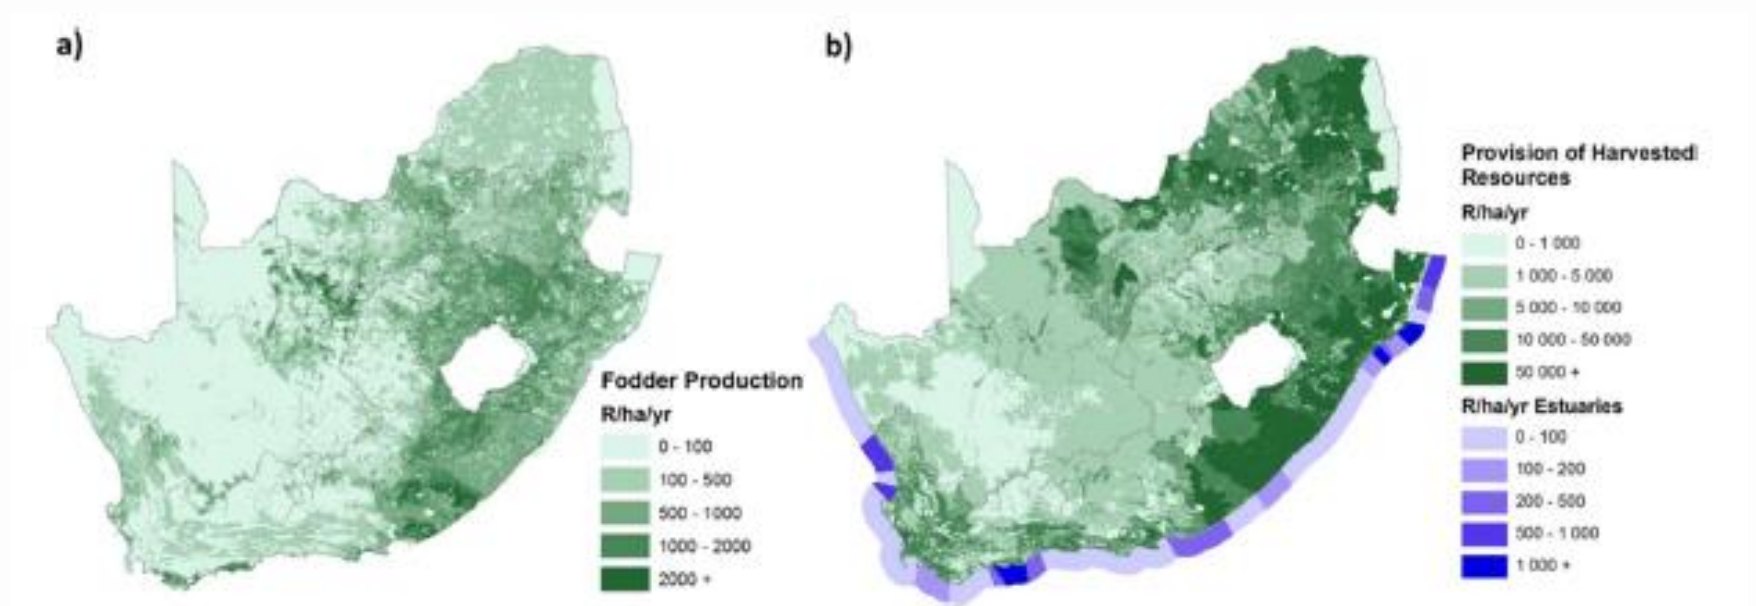 a)
b)
Fodder Production
R/ha/yr
0 - 100
100 - 500
500 - 1000
1000 - 2000
2000 +
Provision of Harvested
Resources
R/ha/yr
0 - 1 000
1 000 - 5 000
5 000 - 10 000
10 000 - 50 000
50 000 +
R/ha/yr Estuaries
0 - 100
100 - 200
200 - 500
500 - 1 000
1 000 +